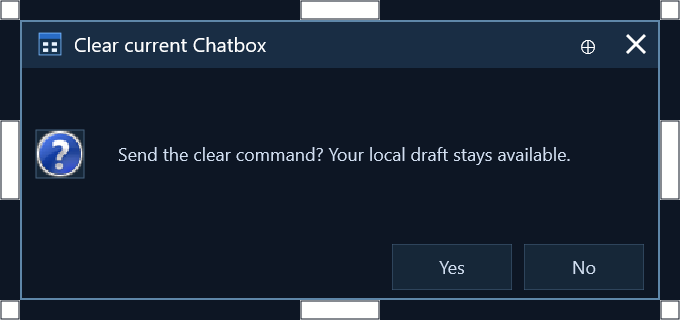 Clear current Chatbox
Send the clear command? Your local draft stays available.
Yes
No